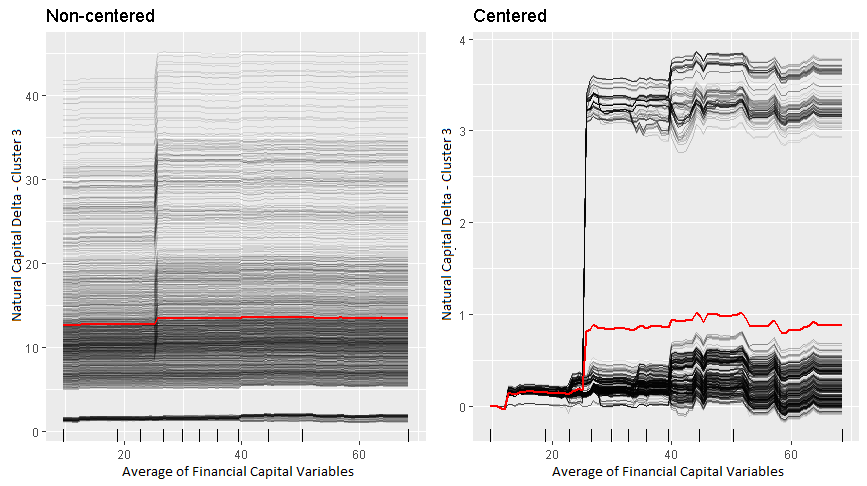 Non-centered
Natural Capital Delta - Cluster 3
40
30
20
10
0
20
40
60
Average of Financial Capital Variables
Centered
Natural Capital Delta - Cluster 3
4
3
2
1
0
20
40
60
Average of Financial Capital Variables